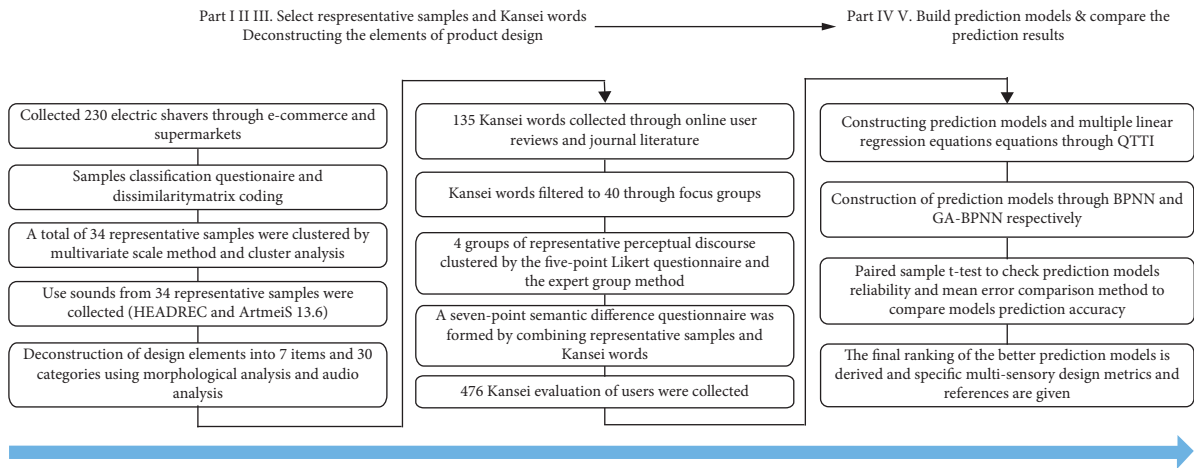 Part I II III. Select respresentative samples and Kansei words
Deconstructing the elements of product design
Part IV V. Build prediction models & compare the
prediction results
Collected 230 electric shavers through e-commerce and
supermarkets
Samples classification questionaire and
dissimilaritymatrix coding
A total of 34 representative samples were clustered by
multivariate scale method and cluster analysis
Use sounds from 34 representative samples were
collected (HEADREC and ArtmeiS 13.6)
Deconstruction of design elements into 7 items and 30
categories using morphological analysis and audio
analysis
135 Kansei words collected through online user
reviews and journal literature
Kansei words filtered to 40 through focus groups
4 groups of representative perceptual discourse
clustered by the five-point Likert questionnaire and
the expert group method
A seven-point semantic difference questionnaire was
formed by combining representative samples and
Kansei words
476 Kansei evaluation of users were collected
Constructing prediction models and multiple linear
regression equations equations through QTTI
Construction of prediction models through BPNN and
GA-BPNN respectively
Paired sample t-test to check prediction models
reliability and mean error comparison method to
compare models prediction accuracy
The final ranking of the better prediction models is
derived and specific multi-sensory design metrics and
references are given